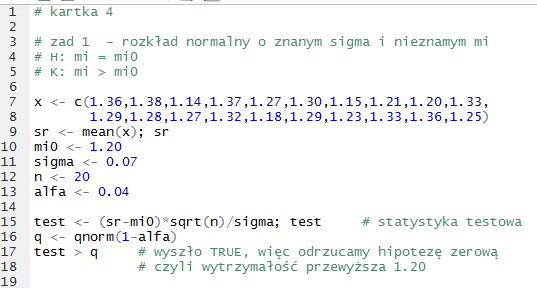 1 # kartka 4
2
3 # zad 1  - rozkład normalny o znanym sigma i nieznamym mi
4 # H: mi = mi0
5 # K: mi > mi0
6
7 x <- c(1.36,1.38,1.14,1.37,1.27,1.30,1.15,1.21,1.20,1.33,
8        1.29,1.28,1.27,1.32,1.18,1.29,1.23,1.33,1.36,1.25)
9 sr <- mean(x); sr
10 mi0 <- 1.20
11 sigma <- 0.07
12 n <- 20
13 alfa <- 0.04
14
15 test <- (sr-mi0)*sqrt(n)/sigma; test     # statystyka testowa
16 q <- qnorm(1-alfa)
17 test > q     # wyszło TRUE, więc odrzucamy hipotezę zerową
18              # czyli wytrzymałość przewyższa 1.20
19